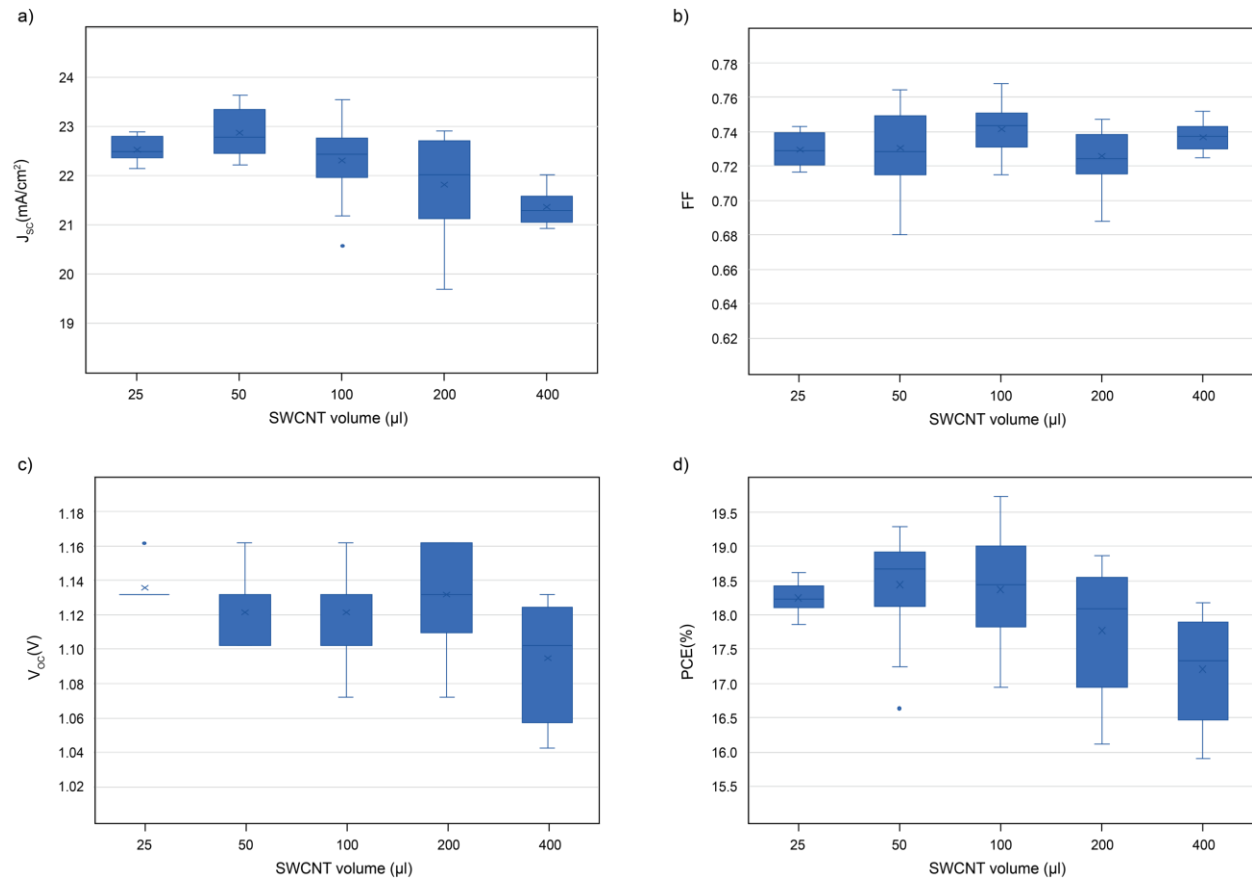 a)
24
23
22
21
20
19
J_SC(mA/cm²)
25 50 100 200 400
SWCNT volume (µl)
b)
0.78
0.76
0.74
0.72
0.70
0.68
0.66
0.64
0.62
FF
25 50 100 200 400
SWCNT volume (µl)
c)
1.18
1.16
1.14
1.12
1.10
1.08
1.06
1.04
1.02
V_OC(V)
25 50 100 200 400
SWCNT volume (µl)
d)
19.5
19.0
18.5
18.0
17.5
17.0
16.5
16.0
15.5
PCE(%)
25 50 100 200 400
SWCNT volume (µl)